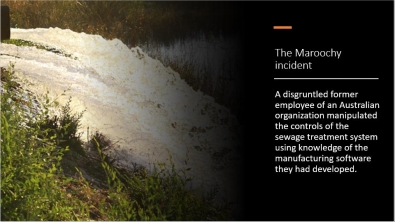 The Maroochy
incident
A disgruntled former
employee of an Australian
organization manipulated
the controls of the
sewage treatment system
using knowledge of the
manufacturing software
they had developed.